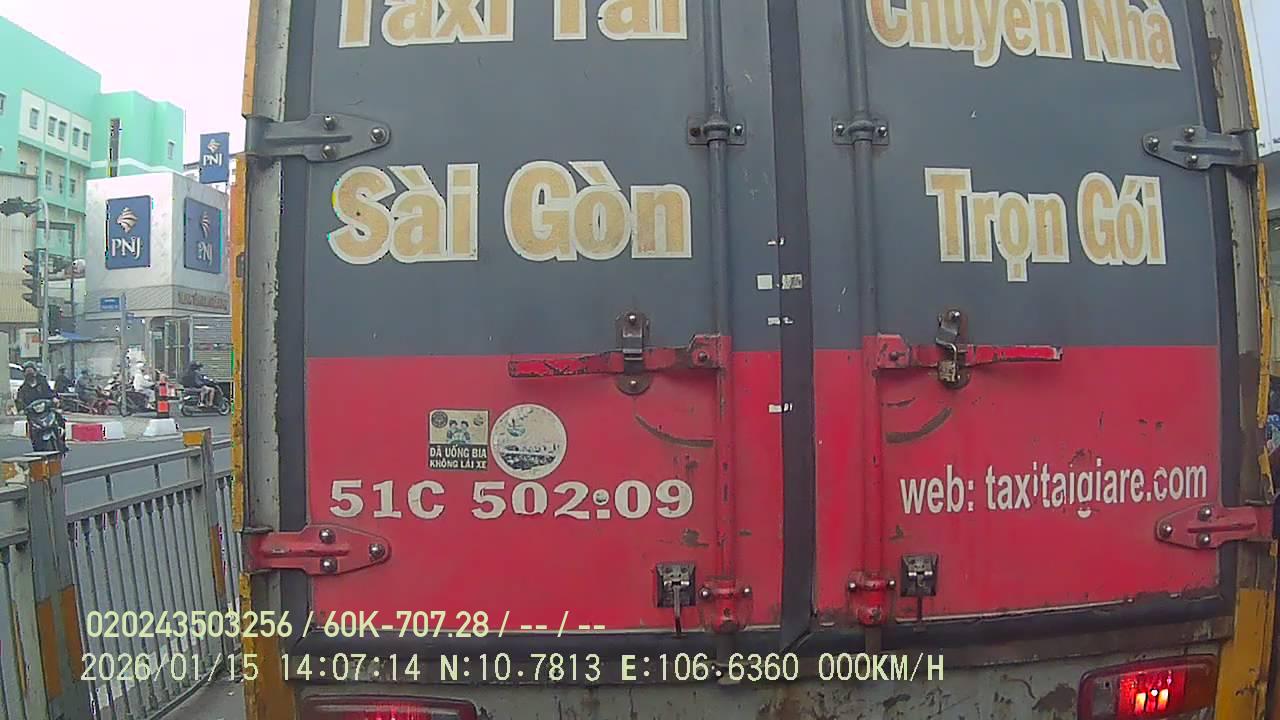 Taxi Tải
Chuyển Nhà
Sài Gòn
Trọn Gói
PNJ
PNJ
PNJ
ĐÃ UỐNG BIA
KHÔNG LÁI XE
51C 502:09
web: taxitaigiare.com
020243503256 / 60K-707.28 / -- / --
2026/01/15 14:07:14 N:10.7813 E:106.6360 000KM/H